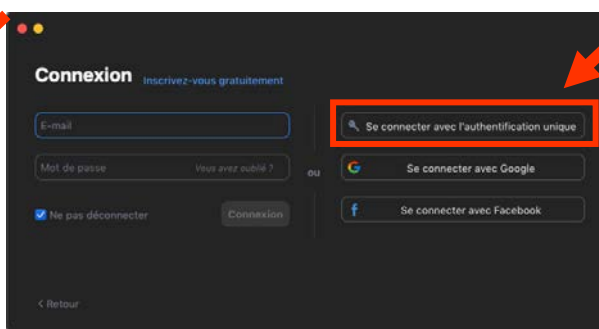 Connexion Inscrivez-vous gratuitement
E-mail
Mot de passe Vous avez oublié ?
Ne pas déconnecter Connexion
ou
Se connecter avec l'authentification unique
Se connecter avec Google
Se connecter avec Facebook
< Retour